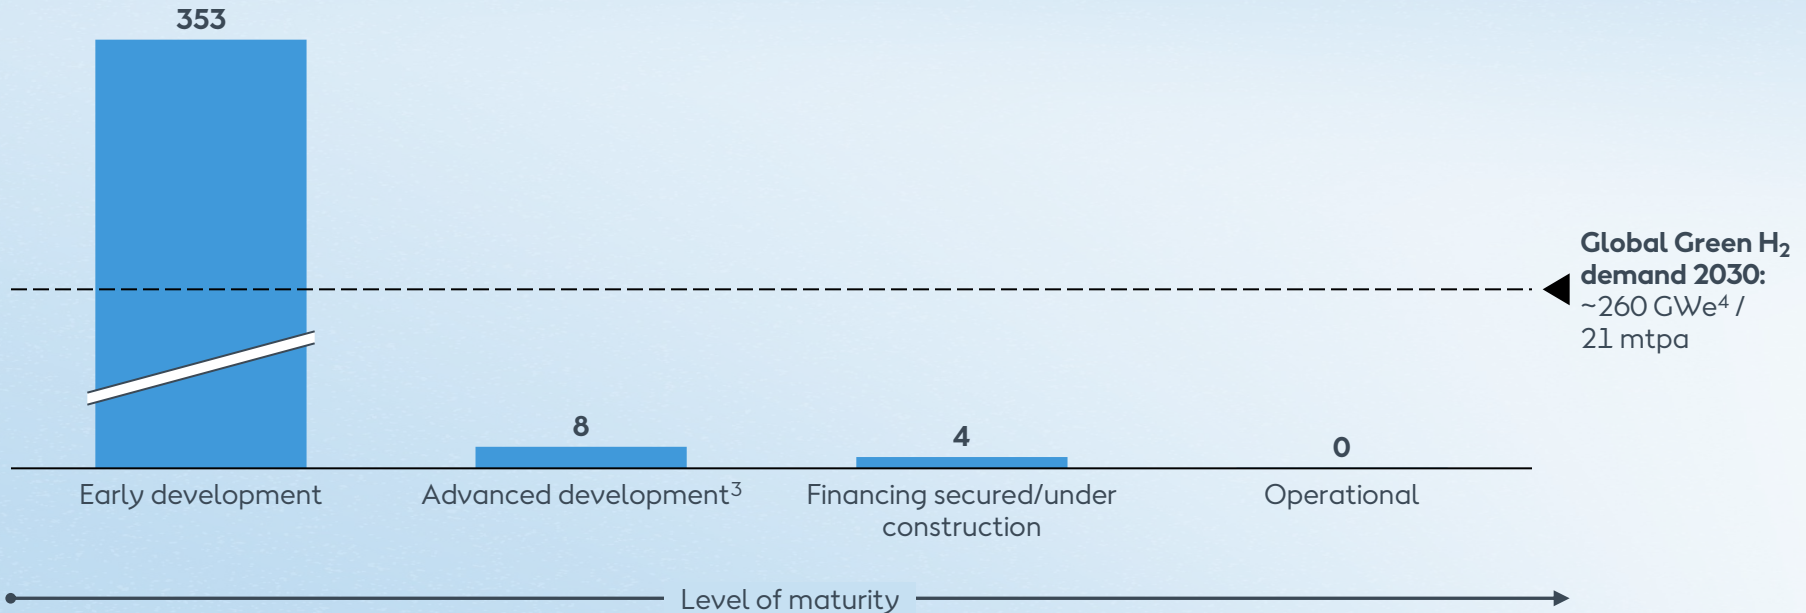 353
Global Green H₂
demand 2030:
~260 GWe⁴ /
21 mtpa
8
4
0
Early development
Advanced development³
Financing secured/under
construction
Operational
Level of maturity